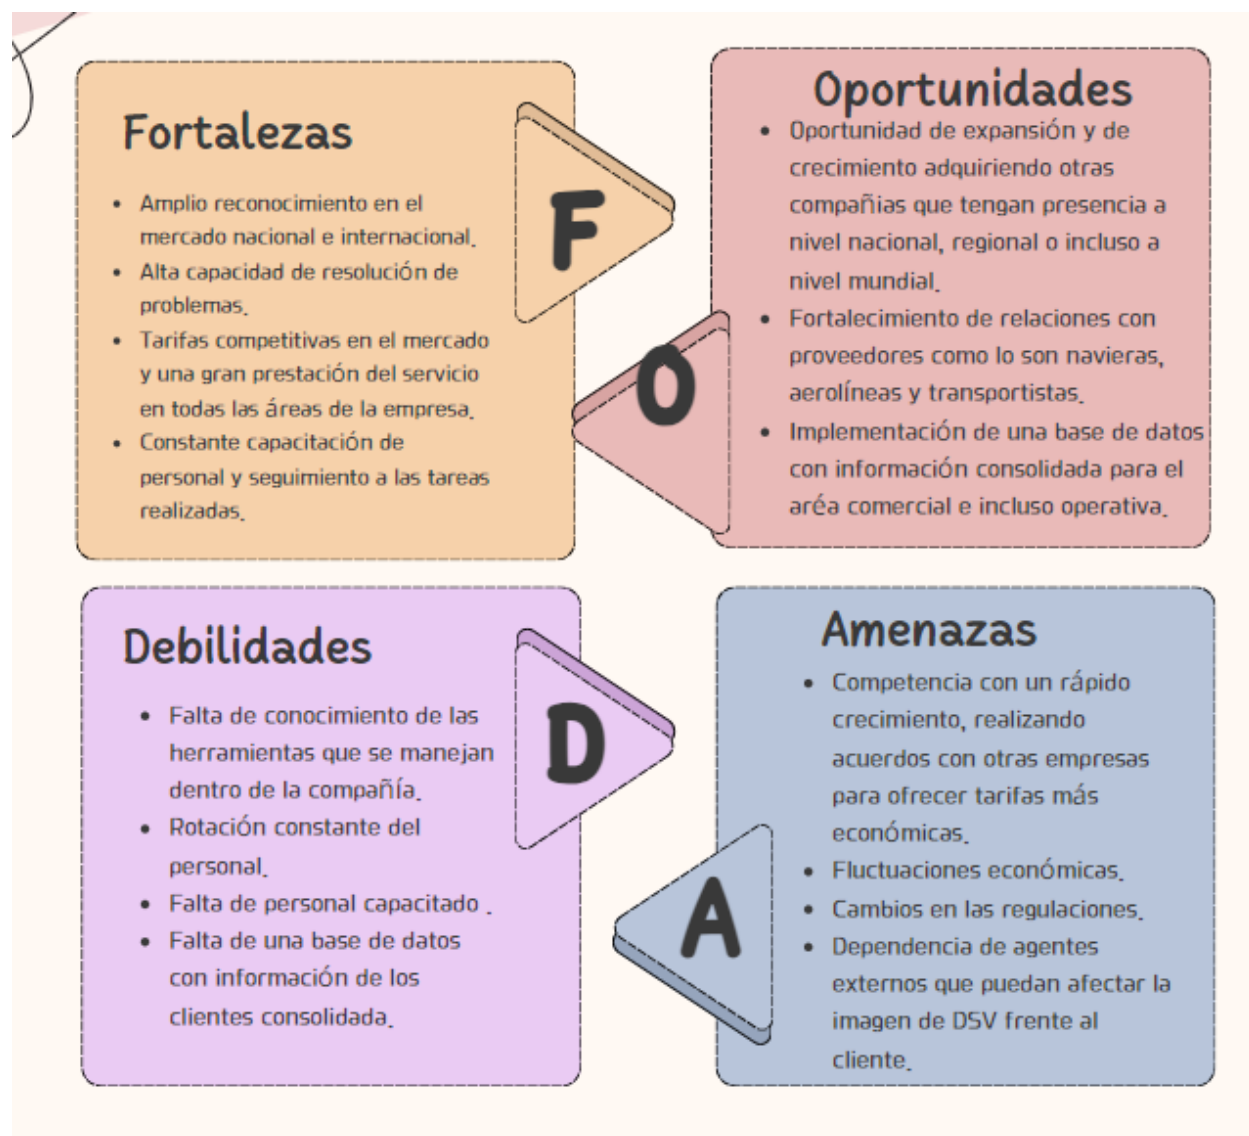 Fortalezas
• Amplio reconocimiento en el
mercado nacional e internacional.
• Alta capacidad de resolución de
problemas.
• Tarifas competitivas en el mercado
y una gran prestación del servicio
en todas las áreas de la empresa.
• Constante capacitación de
personal y seguimiento a las tareas
realizadas.
F
Oportunidades
• Oportunidad de expansión y de
crecimiento adquiriendo otras
compañias que tengan presencia a
nivel nacional, regional o incluso a
nivel mundial.
• Fortalecimiento de relaciones con
proveedores como lo son navieras,
aerolíneas y transportistas.
• Implementación de una base de datos
con información consolidada para el
aréa comercial e incluso operativa.
O
Debilidades
• Falta de conocimiento de las
herramientas que se manejan
dentro de la compañía.
• Rotación constante del
personal.
• Falta de personal capacitado .
• Falta de una base de datos
con información de los
clientes consolidada.
D
Amenazas
• Competencia con un rápido
crecimiento, realizando
acuerdos con otras empresas
para ofrecer tarifas más
económicas.
• Fluctuaciones económicas.
• Cambios en las regulaciones.
• Dependencia de agentes
externos que puedan afectar la
imagen de DSV frente al
cliente.
A